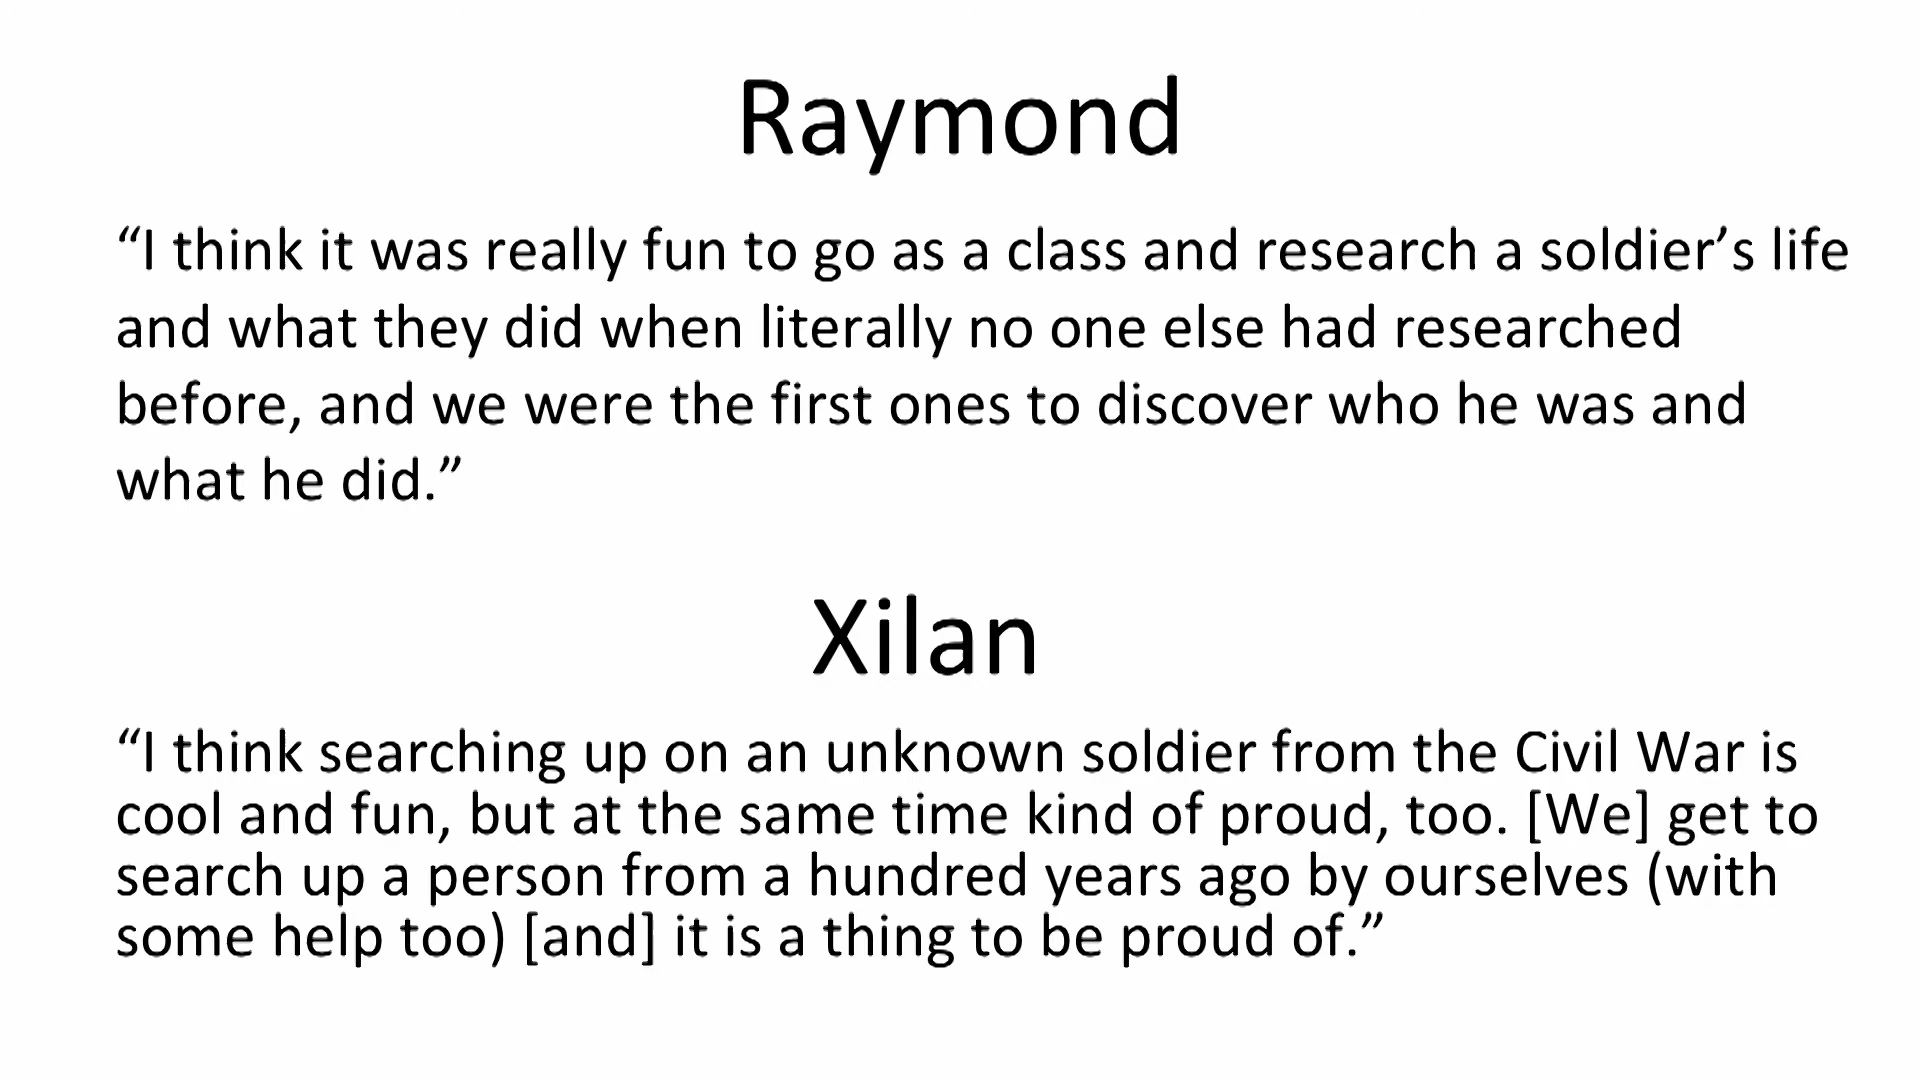 Raymond
“I think it was really fun to go as a class and research a soldier’s life
and what they did when literally no one else had researched
before, and we were the first ones to discover who he was and
what he did.”
Xilan
“I think searching up on an unknown soldier from the Civil War is
cool and fun, but at the same time kind of proud, too. [We] get to
search up a person from a hundred years ago by ourselves (with
some help too) [and] it is a thing to be proud of.”